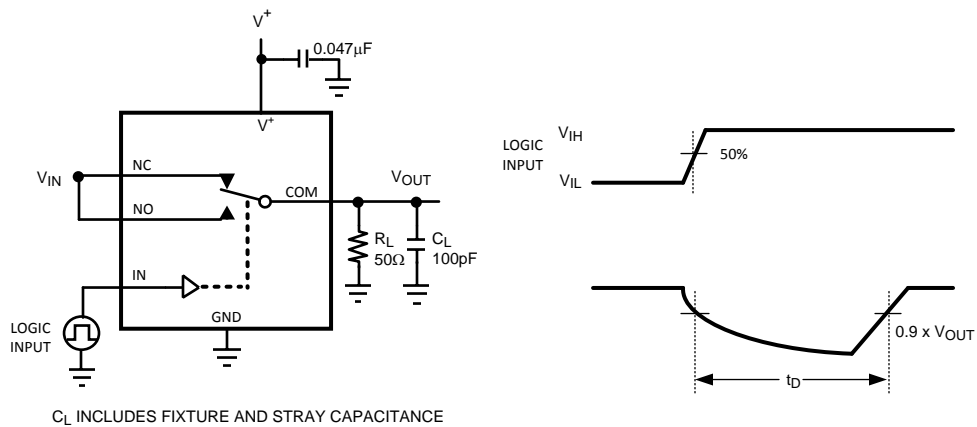 V+
0.047μF
V+
NC
VIN
NO
COM
VOUT
RL
50Ω
CL
100pF
IN
GND
LOGIC
INPUT
CL INCLUDES FIXTURE AND STRAY CAPACITANCE
LOGIC
INPUT
VIH
50%
VIL
0.9 x VOUT
tD